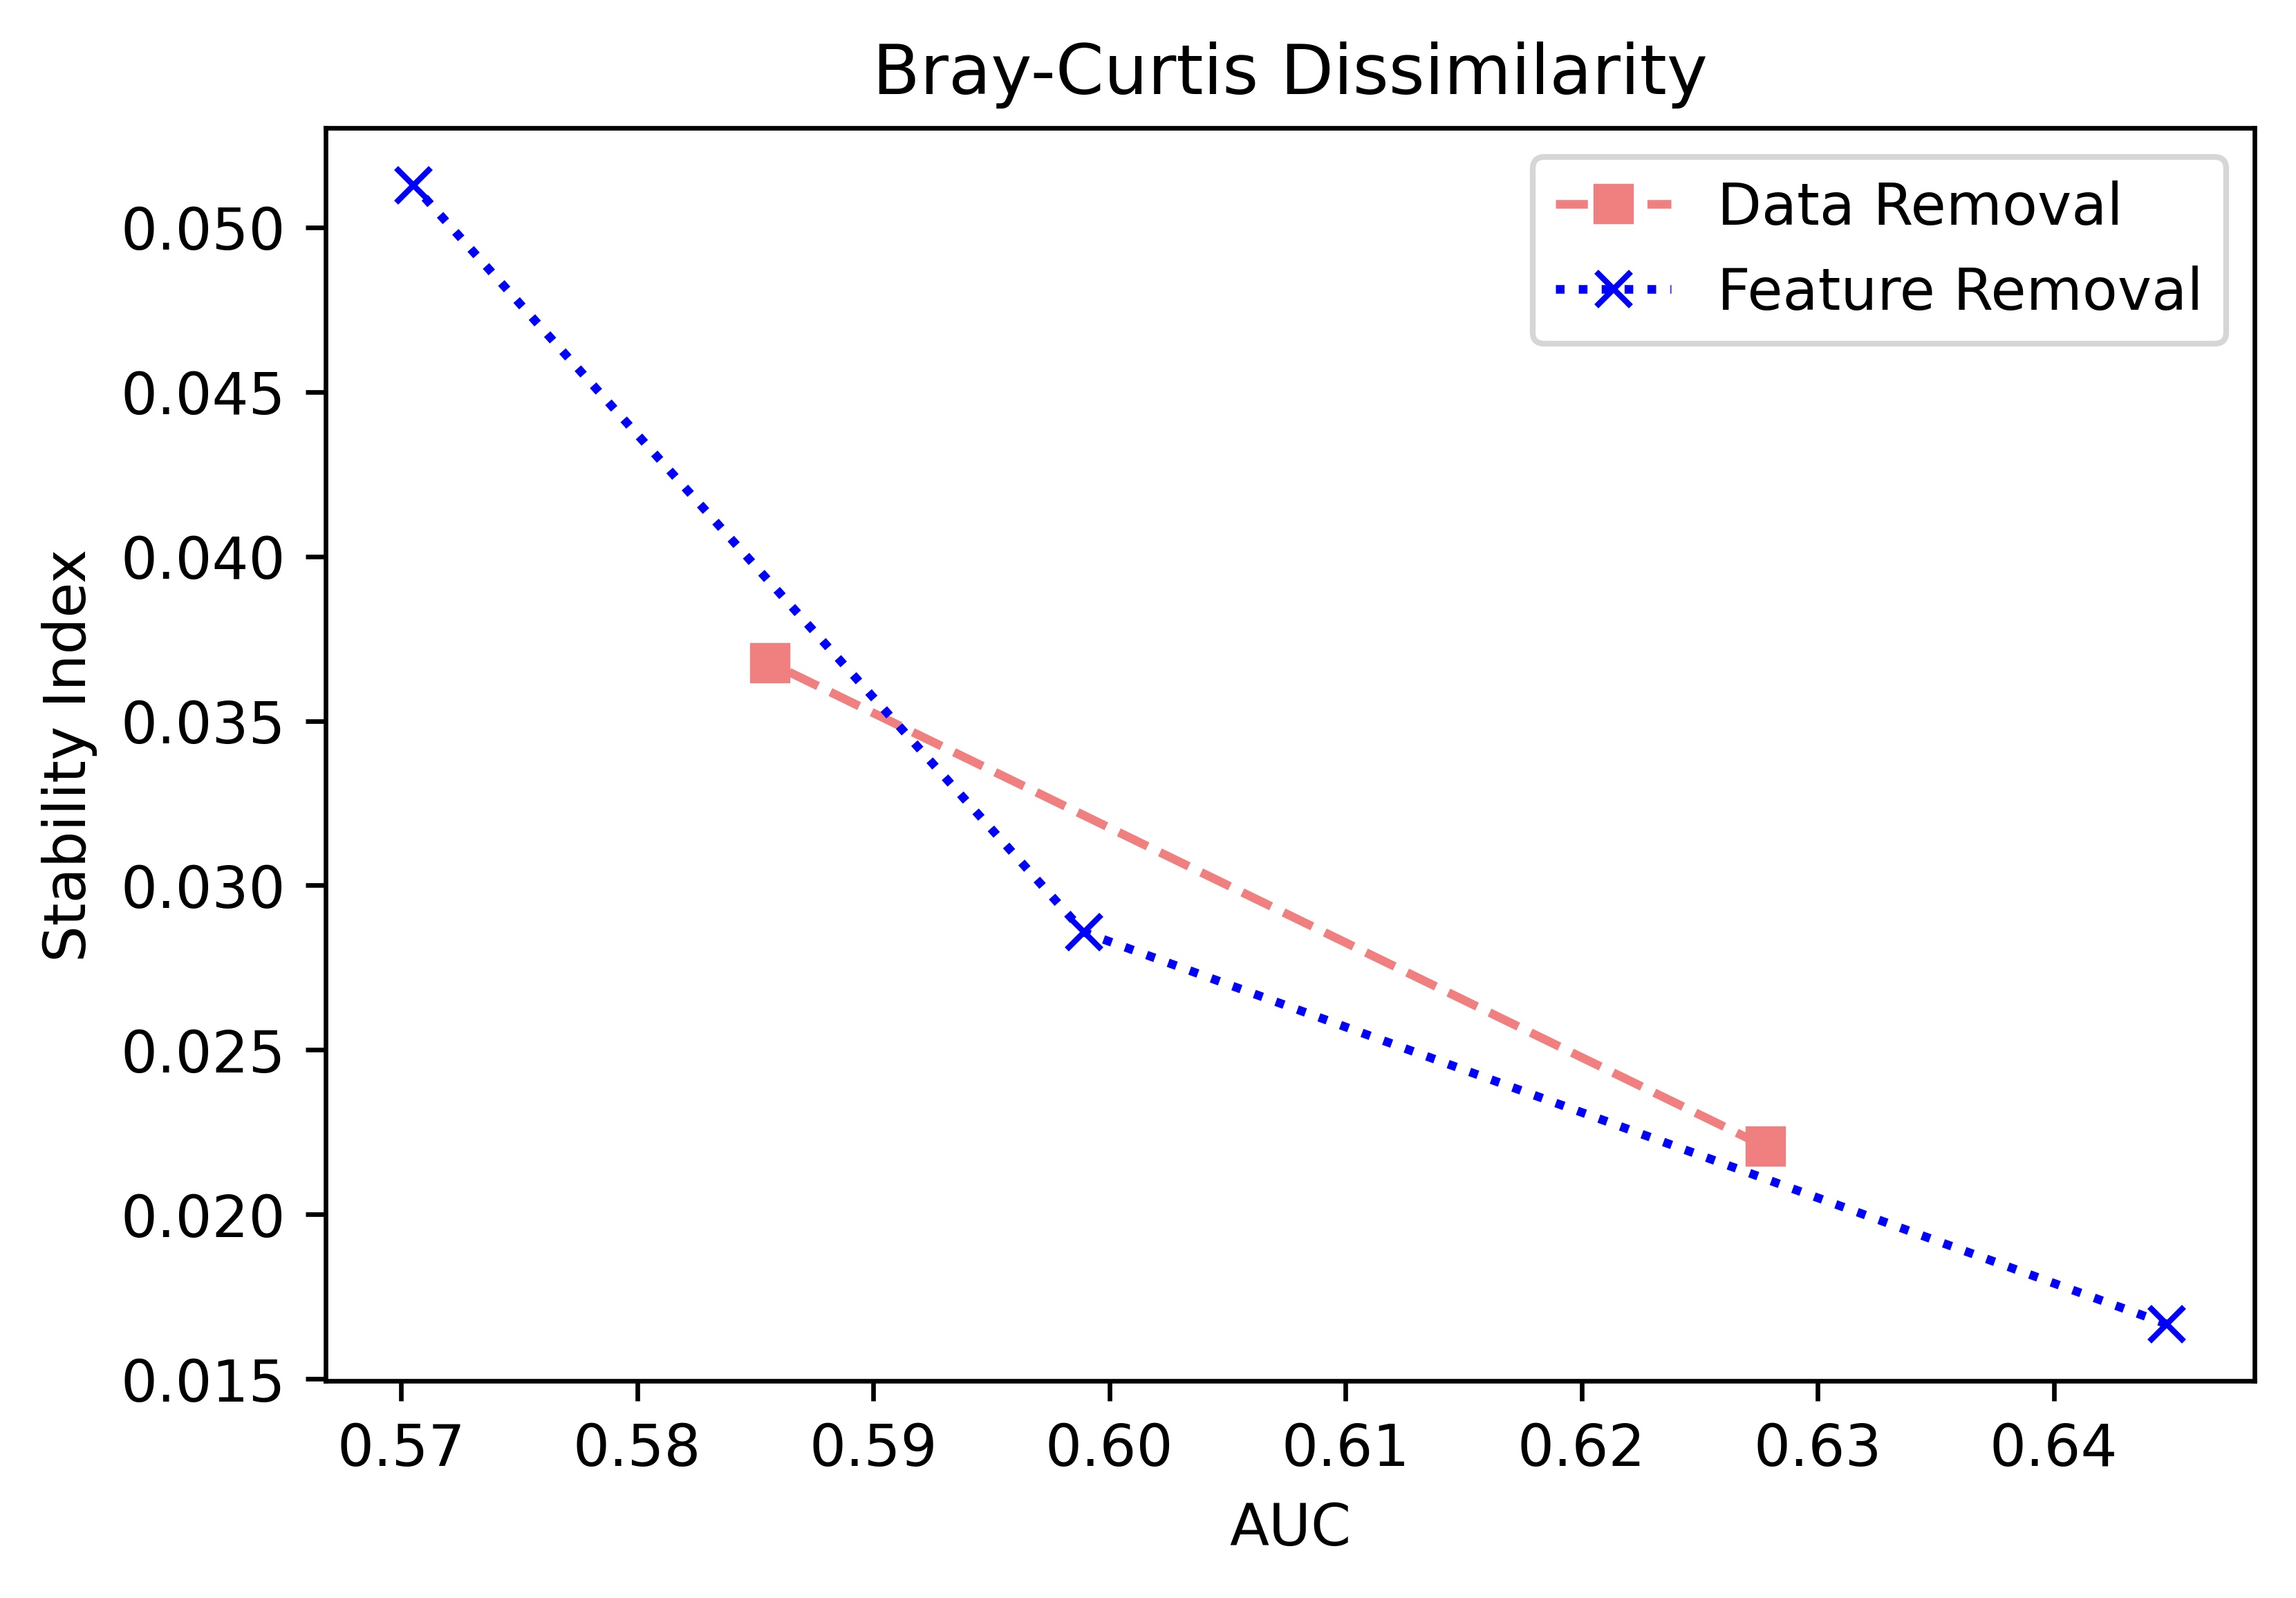 Bray-Curtis Dissimilarity
Data Removal
Feature Removal
Stability Index
0.050
0.045
0.040
0.035
0.030
0.025
0.020
0.015
0.57 0.58 0.59 0.60 0.61 0.62 0.63 0.64
AUC